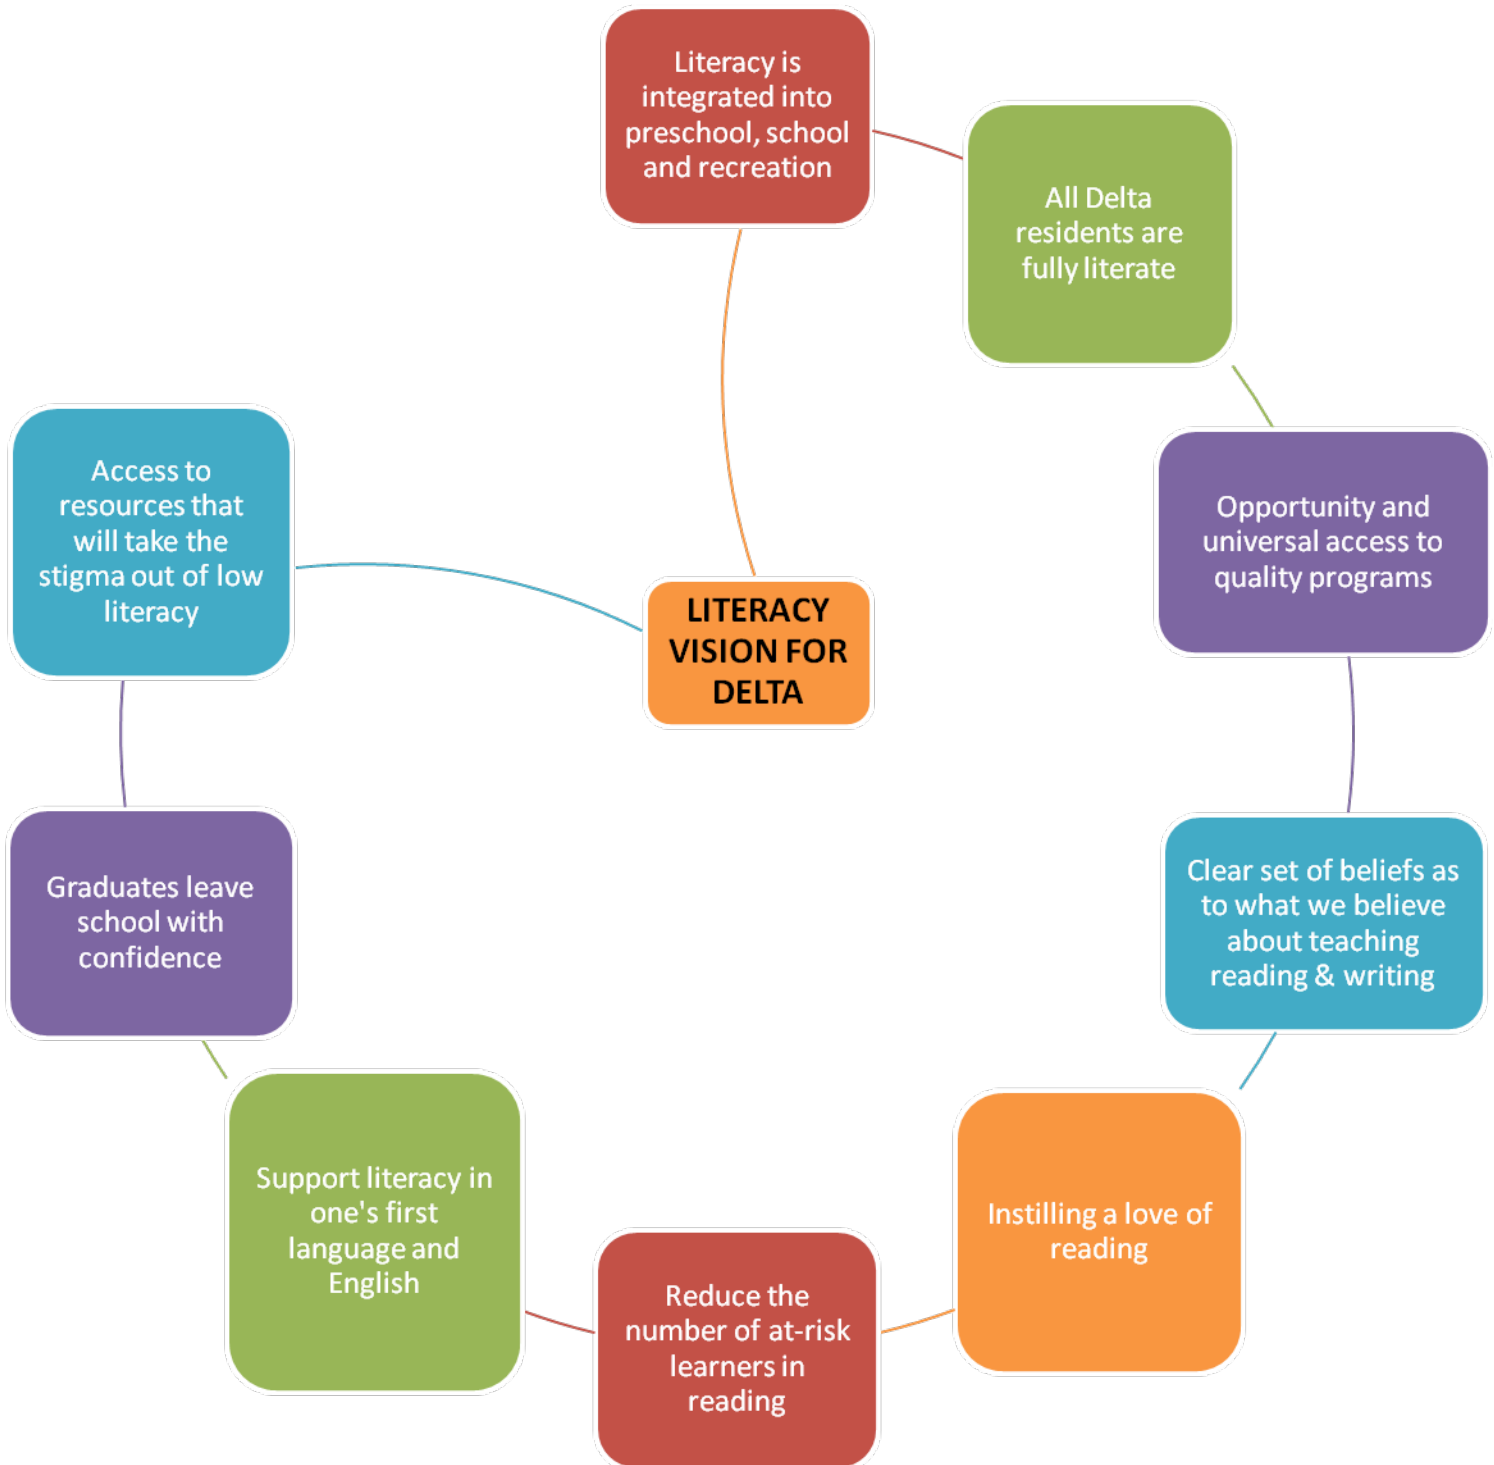 Literacy is
integrated into
preschool, school
and recreation
All Delta
residents are
fully literate
Opportunity and
universal access to
quality programs
Clear set of beliefs as
to what we believe
about teaching
reading & writing
Instilling a love of
reading
Reduce the
number of at-risk
learners in
reading
Support literacy in
one's first
language and
English
Graduates leave
school with
confidence
Access to
resources that
will take the
stigma out of low
literacy
LITERACY
VISION FOR
DELTA